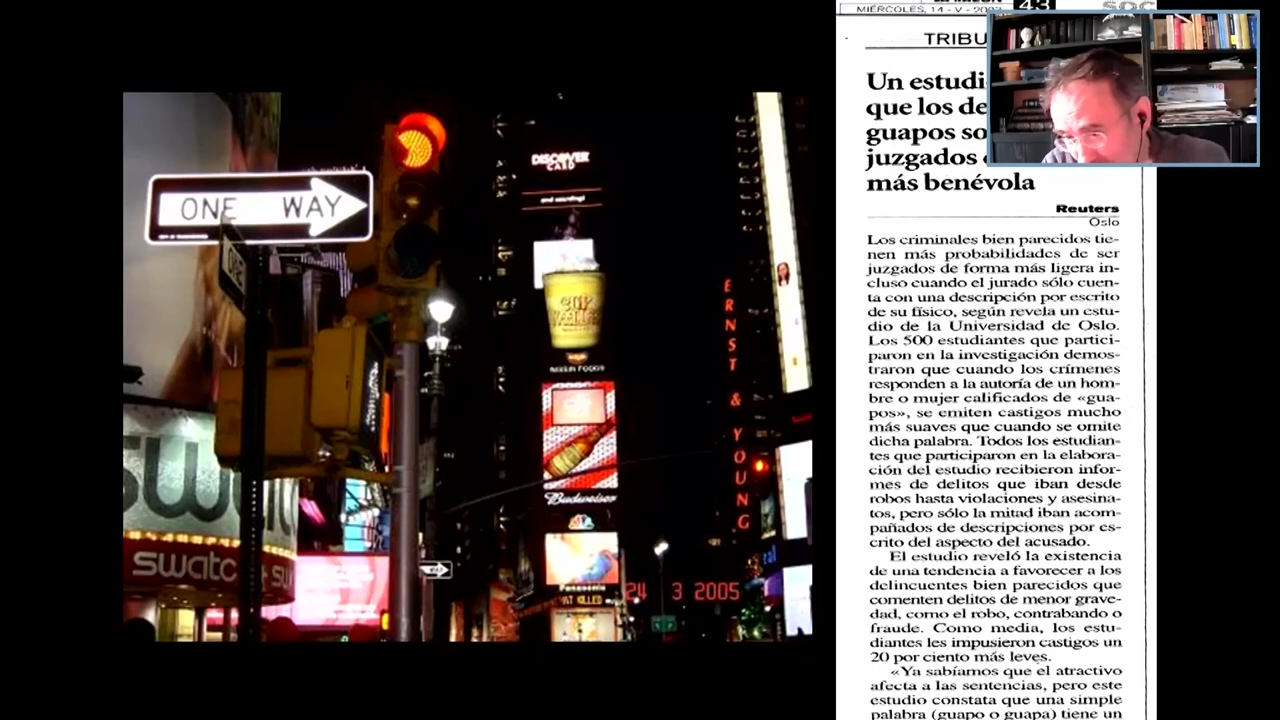 DISCOVER
CARD
ONE WAY
ONE
CUP
NISSIN FOODS
ERNST & YOUNG
Budweiser
swatc
Panasonic
24 3 2005
MIÉRCOLES, 14 - V - 2003
43
soc
TRIBU
Un estudi
que los de
guapos so
juzgados
más benévola
Reuters
Oslo
Los criminales bien parecidos tie-
nen más probabilidades de ser
juzgados de forma más ligera in-
cluso cuando el jurado sólo cuen-
ta con una descripción por escrito
de su físico, según revela un estu-
dio de la Universidad de Oslo.
Los 500 estudiantes que partici-
paron en la investigación demos-
traron que cuando los crímenes
responden a la autoría de un hom-
bre o mujer calificados de «gua-
pos», se emiten castigos mucho
más suaves que cuando se omite
dicha palabra. Todos los estudian-
tes que participaron en la elabora-
ción del estudio recibieron infor-
mes de delitos que iban desde
robos hasta violaciones y asesina-
tos, pero sólo la mitad iban acom-
pañados de descripciones por es-
crito del aspecto del acusado.
El estudio reveló la existencia
de una tendencia a favorecer a los
delincuentes bien parecidos que
comenten delitos de menor grave-
dad, como el robo, contrabando o
fraude. Como media, los estu-
diantes les impusieron castigos un
20 por ciento más leves.
«Ya sabíamos que el atractivo
afecta a las sentencias, pero este
estudio constata que una simple
palabra (guapo o guapa) tiene un